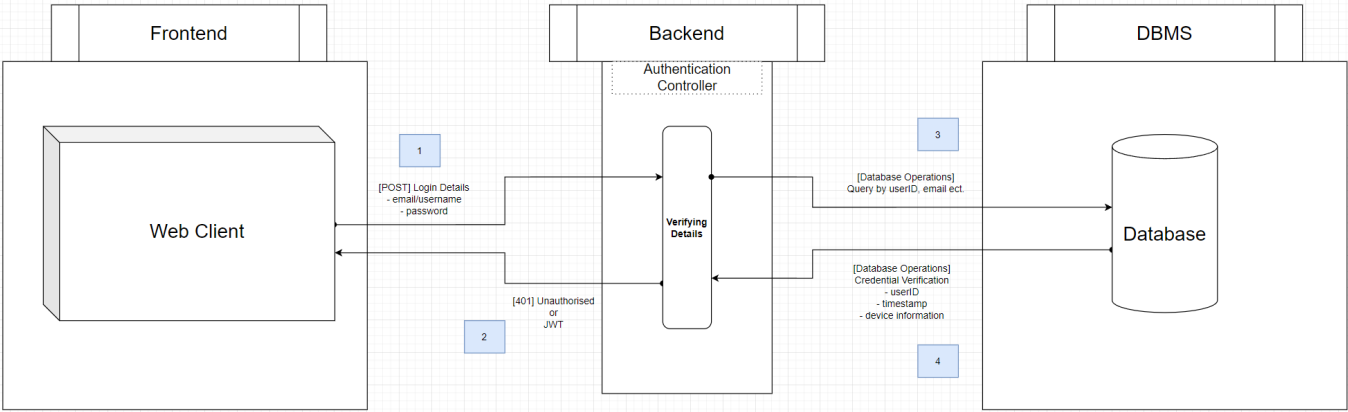 Frontend
Backend
DBMS
Authentication
Controller
1
[POST] Login Details
- email/username
- password
Web Client
[401] Unauthorised
or
JWT
2
Verifying
Details
3
[Database Operations]
Query by userID, email ect.
Database
[Database Operations]
Credential Verification
- userID
- timestamp
- device information
4